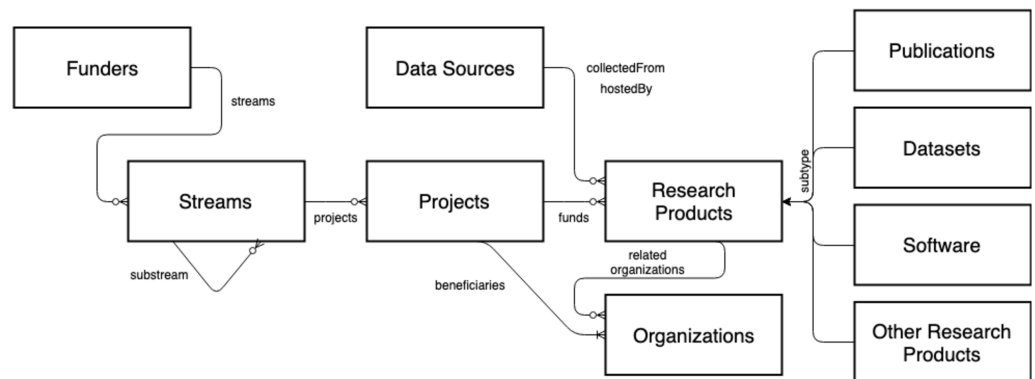 Funders
Data Sources
collectedFrom
hostedBy
Publications
streams
Datasets
subtype
Streams
projects
Projects
funds
Research
Products
Software
substream
beneficiaries
related
organizations
Organizations
Other Research
Products